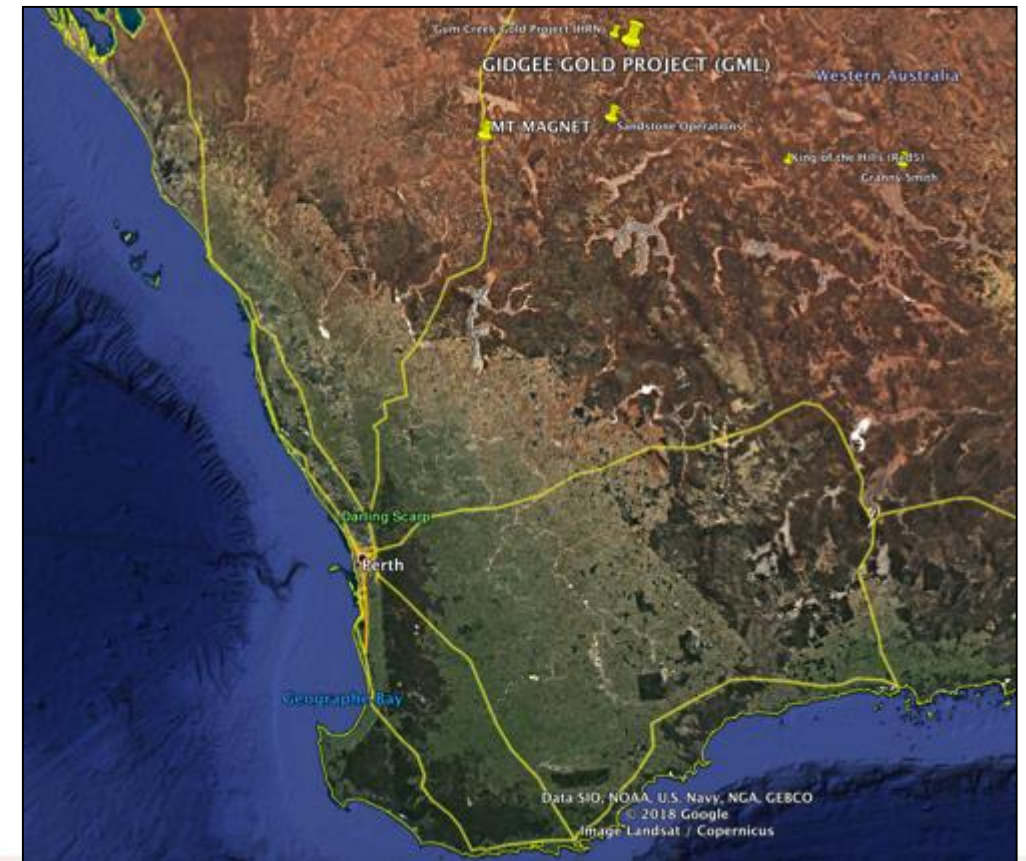 Gum Creek Gold Project (HRN)
GIDGEE GOLD PROJECT (GML)
Western Australia
Sandstone Operations
MT MAGNET
King of the Hills (Red5)
Granny Smith
Darling Scarp
Perth
Geographe Bay
Data SIO, NOAA, U.S. Navy, NGA, GEBCO
© 2018 Google
Image Landsat / Copernicus